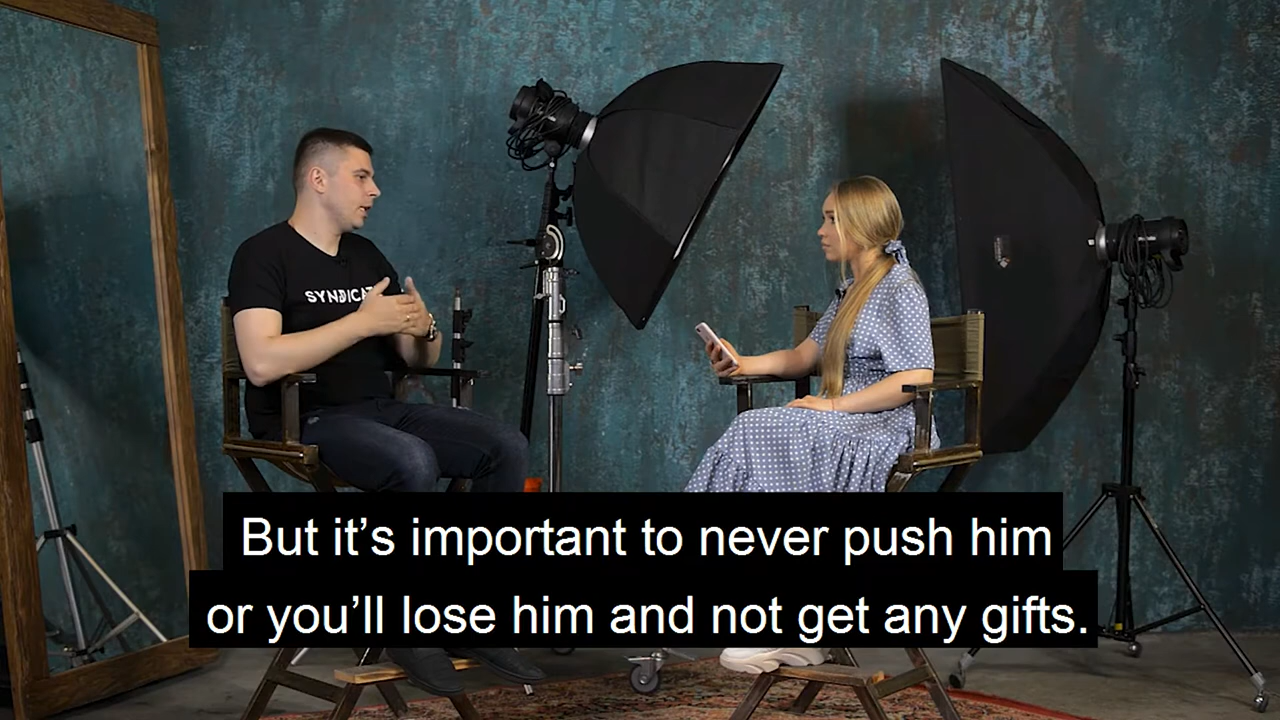 SYNDICAT
But it’s important to never push him
or you’ll lose him and not get any gifts.